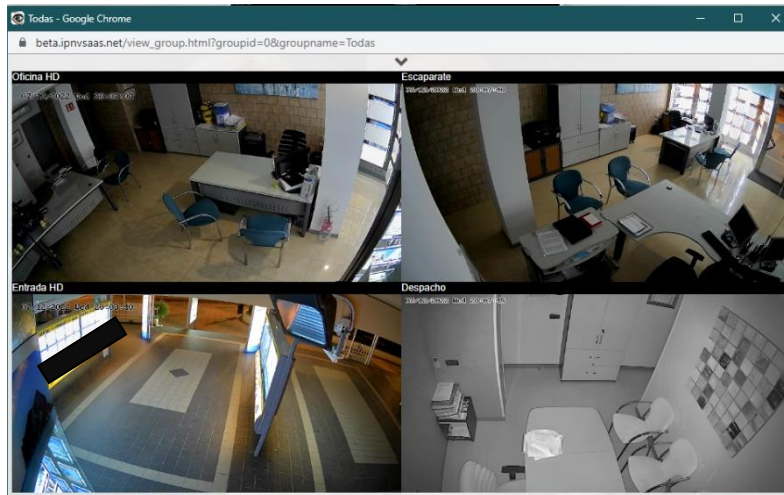 Todas - Google Chrome
beta.ipnvsaas.net/view_group.html?groupid=0&groupname=Todas
Oficina HD
Escaparate
Entrada HD
Despacho